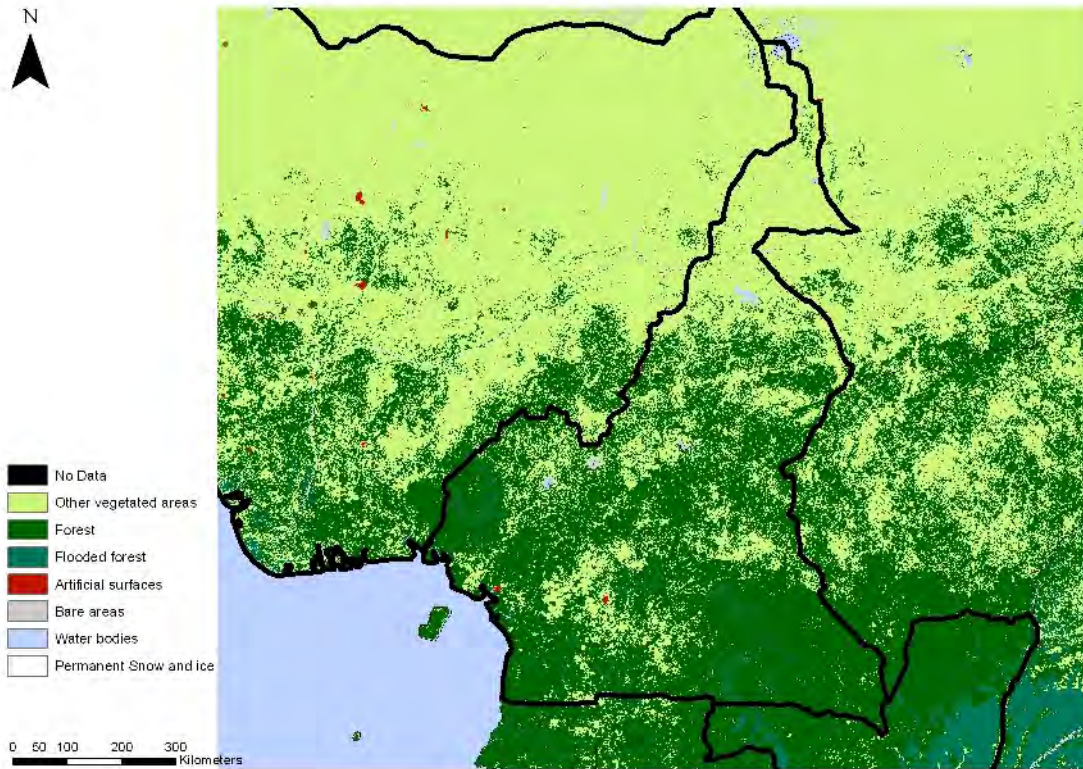 N
No Data
Other vegetated areas
Forest
Flooded forest
Artificial surfaces
Bare areas
Water bodies
Permanent Snow and ice
0 50 100 200 300
Kilometers